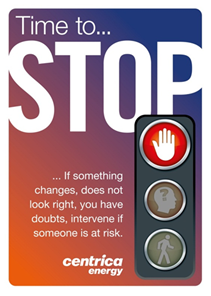 Time to...
STOP
... If something
changes, does not
look right, you have
doubts, intervene if
someone is at risk.
centrica
energy